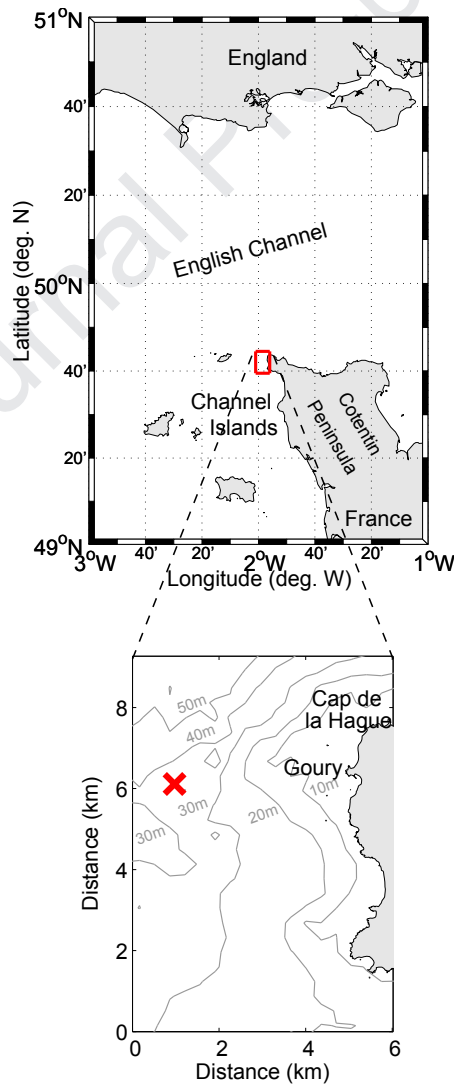 51°N
England
40'
20'
English Channel
Latitude (deg. N)
50°N
40'
Channel
Islands
Cotentin
Peninsula
20'
France
49°N
3°W
40'
20'
2°W
40'
20'
1°W
Longitude (deg. W)
50m
Cap de
la Hague
8
40m
Goury
10m
6
30m
20m
30m
Distance (km)
4
2
0
0
2
4
6
Distance (km)